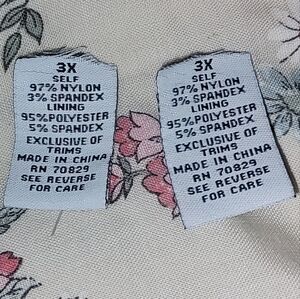 3X
SELF
97% NYLON
3% SPANDEX
LINING
95% POLYESTER
5% SPANDEX
EXCLUSIVE OF
TRIMS
MADE IN CHINA
RN 70829
SEE REVERSE
FOR CARE
3X
SELF
97% NYLON
3% SPANDEX
LINING
95% POLYESTER
5% SPANDEX
EXCLUSIVE OF
TRIMS
MADE IN CHINA
RN 70829
SEE REVERSE
FOR CARE